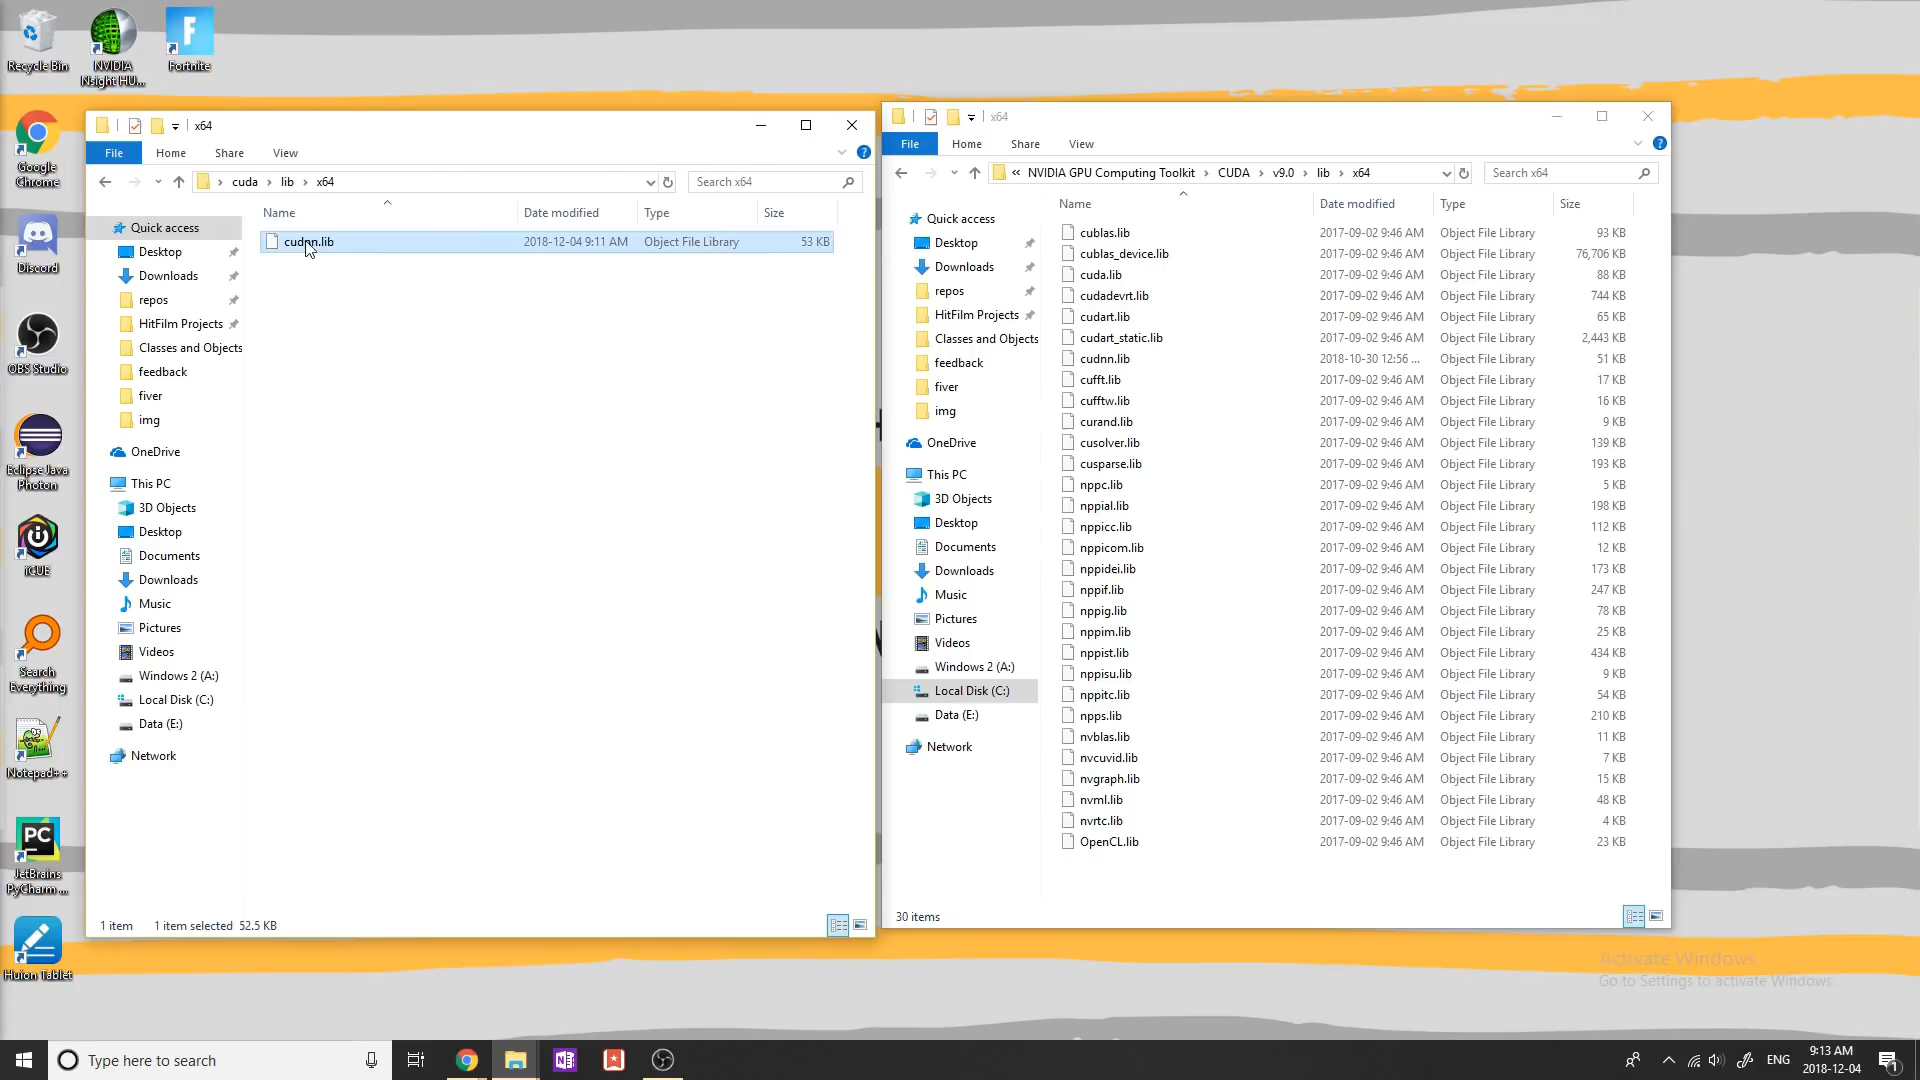 Recycle Bin
NVIDIA
Nsight HU...
Fortnite
Google
Chrome
Discord
OBS Studio
Eclipse Java
Photon
iCUE
Search
Everything
Notepad++
PC
JetBrains
PyCharm ...
Huion Tablet
x64
File Home Share View
cuda › lib › x64
Search x64
Name Date modified Type Size
cudnn.lib 2018-12-04 9:11 AM Object File Library 53 KB
Quick access
Desktop
Downloads
repos
HitFilm Projects
Classes and Objects
feedback
fiver
img
OneDrive
This PC
3D Objects
Desktop
Documents
Downloads
Music
Pictures
Videos
Windows 2 (A:)
Local Disk (C:)
Data (E:)
Network
1 item 1 item selected 52.5 KB
x64
File Home Share View
« NVIDIA GPU Computing Toolkit › CUDA › v9.0 › lib › x64
Search x64
Name Date modified Type Size
Quick access
Desktop
Downloads
repos
HitFilm Projects
Classes and Objects
feedback
fiver
img
OneDrive
This PC
3D Objects
Desktop
Documents
Downloads
Music
Pictures
Videos
Windows 2 (A:)
Local Disk (C:)
Data (E:)
Network
cublas.lib 2017-09-02 9:46 AM Object File Library 93 KB
cublas_device.lib 2017-09-02 9:46 AM Object File Library 76,706 KB
cuda.lib 2017-09-02 9:46 AM Object File Library 88 KB
cudadevrt.lib 2017-09-02 9:46 AM Object File Library 744 KB
cudart.lib 2017-09-02 9:46 AM Object File Library 65 KB
cudart_static.lib 2017-09-02 9:46 AM Object File Library 2,443 KB
cudnn.lib 2018-10-30 12:56 ... Object File Library 51 KB
cufft.lib 2017-09-02 9:46 AM Object File Library 17 KB
cufftw.lib 2017-09-02 9:46 AM Object File Library 16 KB
curand.lib 2017-09-02 9:46 AM Object File Library 9 KB
cusolver.lib 2017-09-02 9:46 AM Object File Library 139 KB
cusparse.lib 2017-09-02 9:46 AM Object File Library 193 KB
nppc.lib 2017-09-02 9:46 AM Object File Library 5 KB
nppial.lib 2017-09-02 9:46 AM Object File Library 198 KB
nppicc.lib 2017-09-02 9:46 AM Object File Library 112 KB
nppicom.lib 2017-09-02 9:46 AM Object File Library 12 KB
nppidei.lib 2017-09-02 9:46 AM Object File Library 173 KB
nppif.lib 2017-09-02 9:46 AM Object File Library 247 KB
nppig.lib 2017-09-02 9:46 AM Object File Library 78 KB
nppim.lib 2017-09-02 9:46 AM Object File Library 25 KB
nppist.lib 2017-09-02 9:46 AM Object File Library 434 KB
nppisu.lib 2017-09-02 9:46 AM Object File Library 9 KB
nppitc.lib 2017-09-02 9:46 AM Object File Library 54 KB
npps.lib 2017-09-02 9:46 AM Object File Library 210 KB
nvblas.lib 2017-09-02 9:46 AM Object File Library 11 KB
nvcuvid.lib 2017-09-02 9:46 AM Object File Library 7 KB
nvgraph.lib 2017-09-02 9:46 AM Object File Library 15 KB
nvml.lib 2017-09-02 9:46 AM Object File Library 48 KB
nvrtc.lib 2017-09-02 9:46 AM Object File Library 4 KB
OpenCL.lib 2017-09-02 9:46 AM Object File Library 23 KB
30 items
Activate Windows
Go to Settings to activate Windows.
Type here to search
ENG
9:13 AM
2018-12-04
1